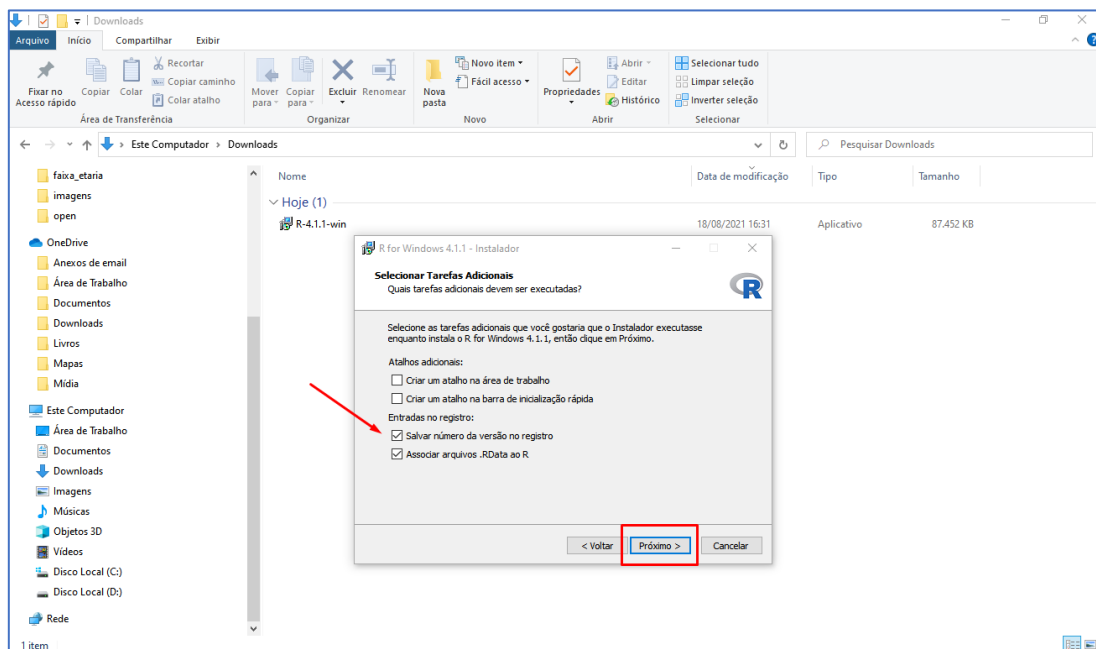 Downloads
Arquivo Início Compartilhar Exibir
Fixar no Acesso rápido
Copiar
Colar
Recortar
Copiar caminho
Colar atalho
Área de Transferência
Mover para
Copiar para
Excluir
Renomear
Organizar
Nova pasta
Novo item
Fácil acesso
Novo
Propriedades
Abrir
Editar
Histórico
Abrir
Selecionar tudo
Limpar seleção
Inverter seleção
Selecionar
Este Computador > Downloads
Pesquisar Downloads
Nome Data de modificação Tipo Tamanho
Hoje (1)
R-4.1.1-win 18/08/2021 16:31 Aplicativo 87.452 KB
faixa_etaria
imagens
open
OneDrive
Anexos de email
Área de Trabalho
Documentos
Downloads
Livros
Mapas
Mídia
Este Computador
Área de Trabalho
Documentos
Downloads
Imagens
Músicas
Objetos 3D
Vídeos
Disco Local (C:)
Disco Local (D:)
Rede
1 item
R for Windows 4.1.1 - Instalador
Selecionar Tarefas Adicionais
Quais tarefas adicionais devem ser executadas?
R
Selecione as tarefas adicionais que você gostaria que o Instalador executasse
enquanto instala o R for Windows 4.1.1, então clique em Próximo.
Atalhos adicionais:
Criar um atalho na área de trabalho
Criar um atalho na barra de inicialização rápida
Entradas no registro:
Salvar número da versão no registro
Associar arquivos .RData ao R
< Voltar Próximo > Cancelar